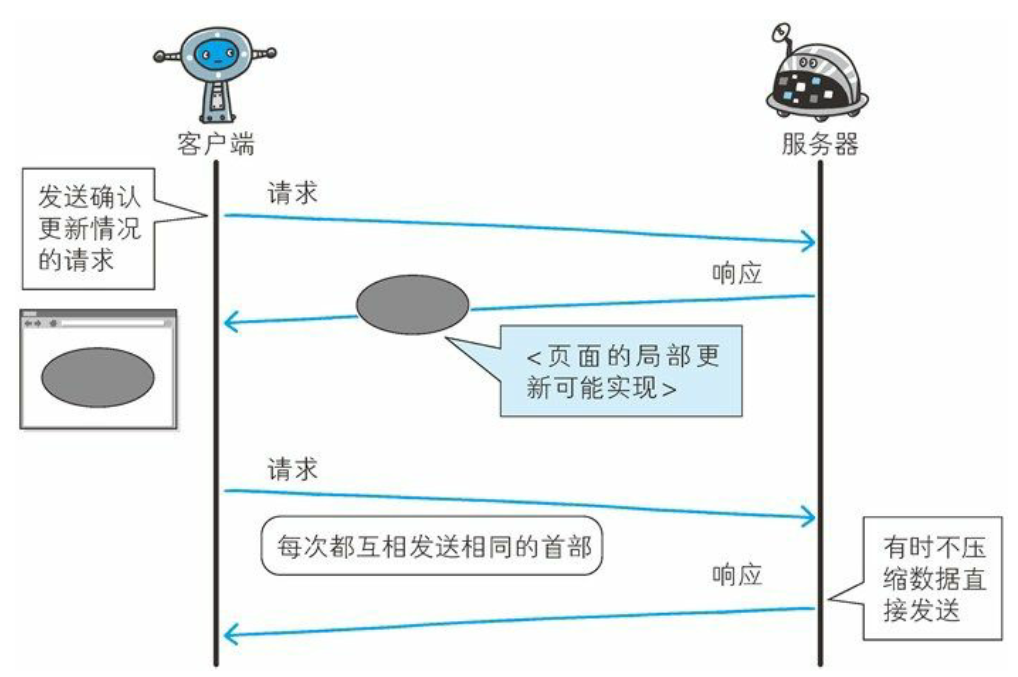 客户端
服务器
发送确认
更新情况
的请求
请求
响应
<页面的局部更
新可能实现>
请求
每次都互相发送相同的首部
响应
有时不压
缩数据直
接发送